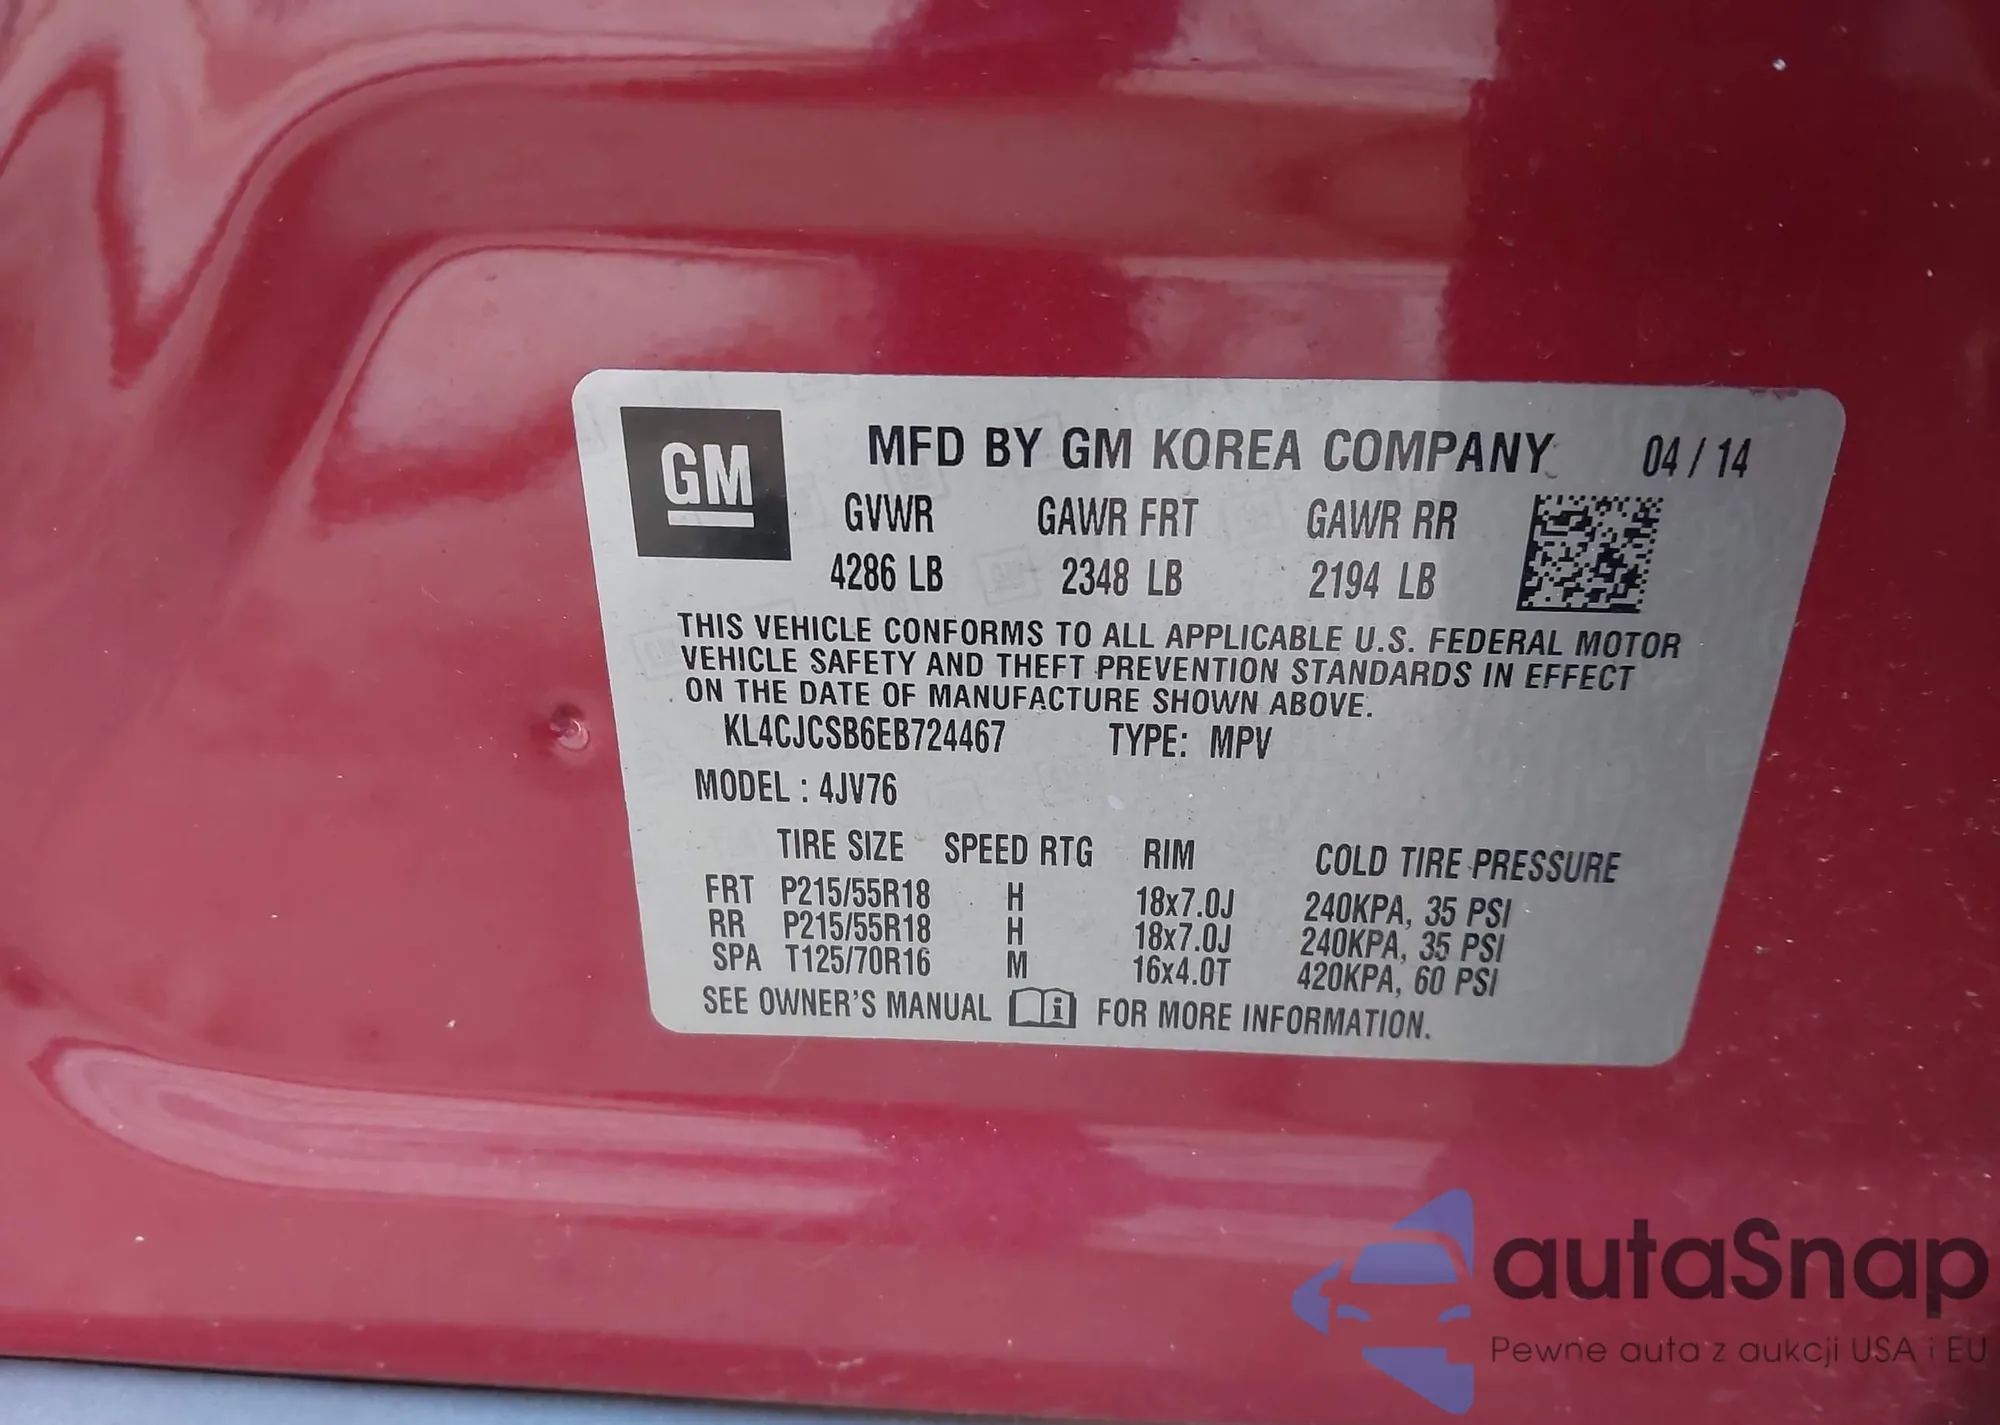 GM
MFD BY GM KOREA COMPANY 04 / 14
GVWR GAWR FRT GAWR RR
4286 LB 2348 LB 2194 LB
THIS VEHICLE CONFORMS TO ALL APPLICABLE U.S. FEDERAL MOTOR
VEHICLE SAFETY AND THEFT PREVENTION STANDARDS IN EFFECT
ON THE DATE OF MANUFACTURE SHOWN ABOVE.
KL4CJCSB6EB724467 TYPE: MPV
MODEL : 4JV76
TIRE SIZE SPEED RTG RIM COLD TIRE PRESSURE
FRT P215/55R18 H 18x7.0J 240KPA, 35 PSI
RR P215/55R18 H 18x7.0J 240KPA, 35 PSI
SPA T125/70R16 M 16x4.0T 420KPA, 60 PSI
SEE OWNER'S MANUAL i FOR MORE INFORMATION.
autaSnap
Pewne auta z aukcji USA i EU